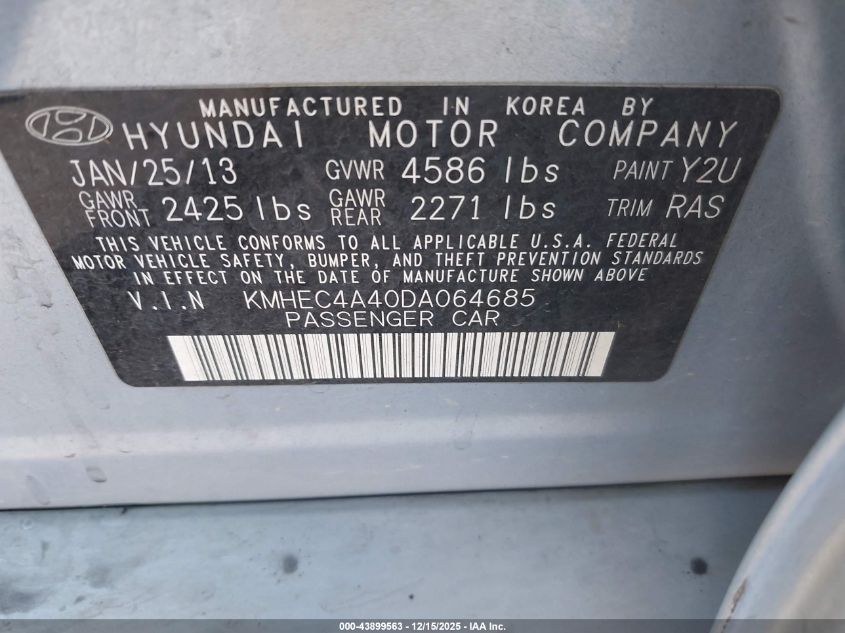 MANUFACTURED IN KOREA BY
HYUNDAI MOTOR COMPANY
JAN/25/13 GVWR 4586 lbs PAINT Y2U
GAWR FRONT 2425 lbs GAWR REAR 2271 lbs TRIM RAS
THIS VEHICLE CONFORMS TO ALL APPLICABLE U.S.A. FEDERAL
MOTOR VEHICLE SAFETY, BUMPER, AND THEFT PREVENTION STANDARDS
IN EFFECT ON THE DATE OF MANUFACTURE SHOWN ABOVE
V.I.N KMHEC4A40DA064685
PASSENGER CAR
000-43899563 - 12/15/2025 - IAA Inc.